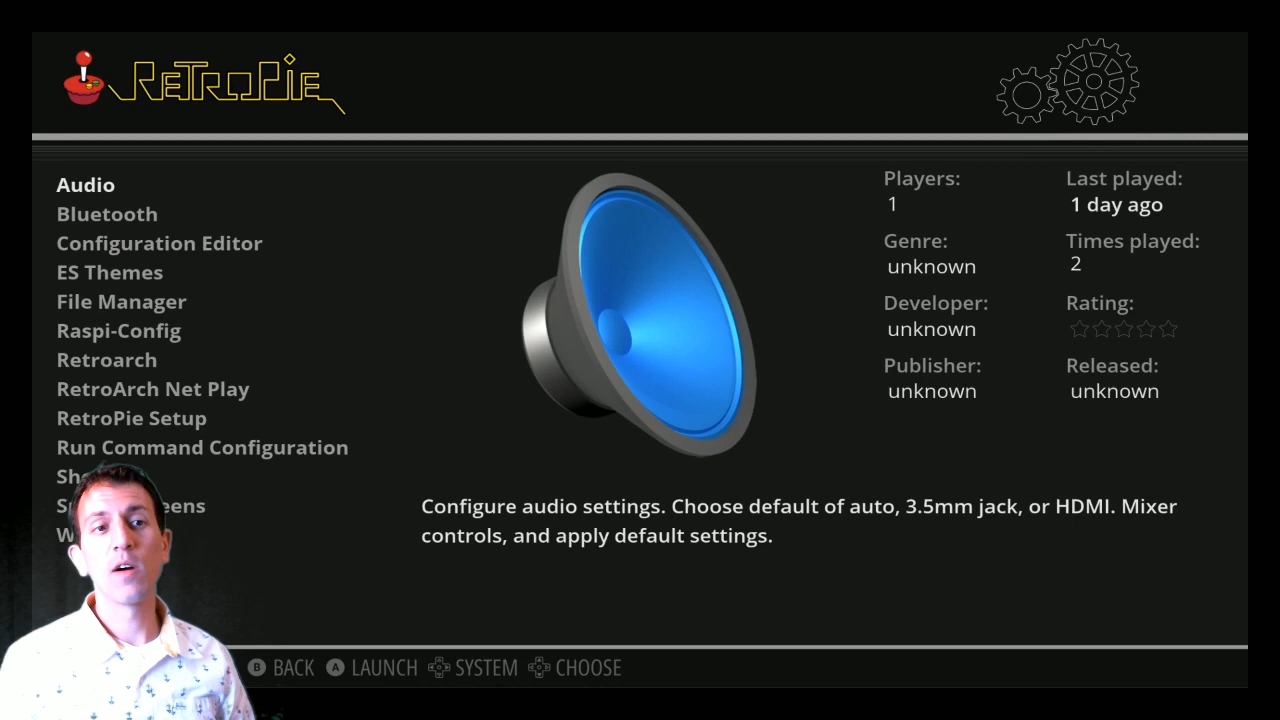 RETROPIE
Audio
Bluetooth
Configuration Editor
ES Themes
File Manager
Raspi-Config
Retroarch
RetroArch Net Play
RetroPie Setup
Run Command Configuration
Players:
1
Last played:
1 day ago
Genre:
unknown
Times played:
2
Developer:
unknown
Rating:
Publisher:
unknown
Released:
unknown
Configure audio settings. Choose default of auto, 3.5mm jack, or HDMI. Mixer
controls, and apply default settings.
B BACK A LAUNCH SYSTEM CHOOSE